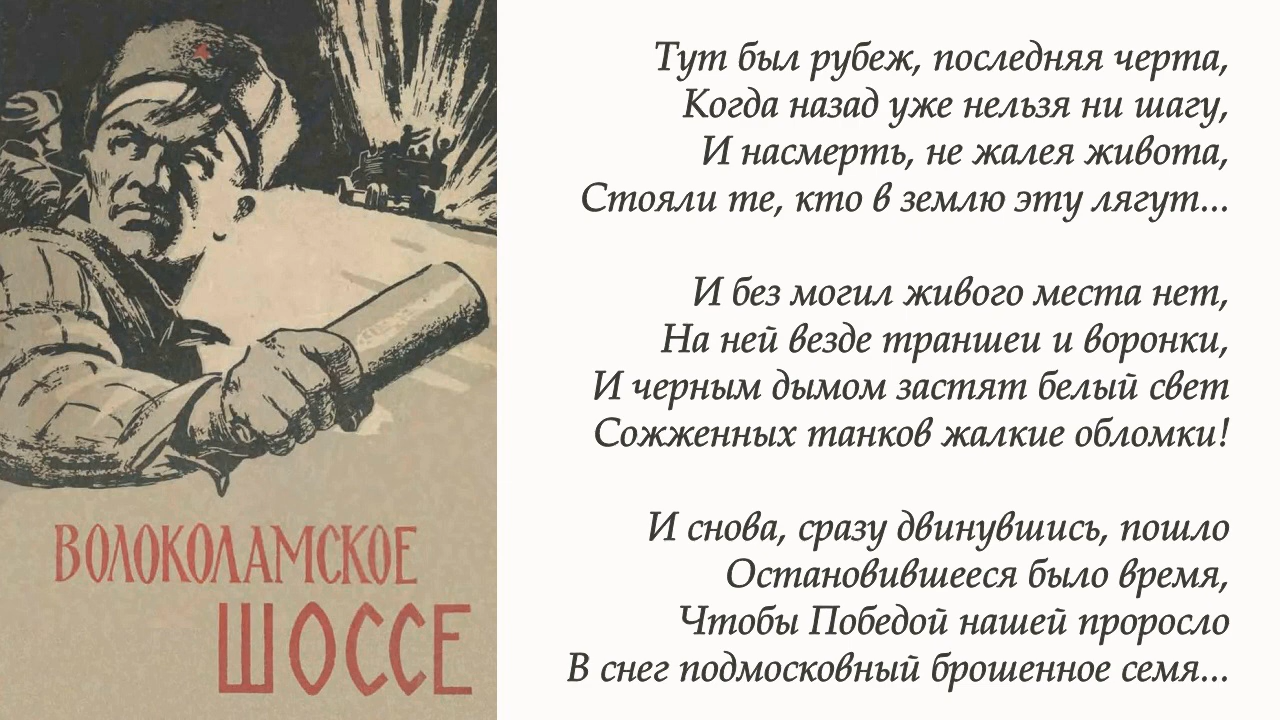 ВОЛОКОЛАМСКОЕ
ШОССЕ
Тут был рубеж, последняя черта,
Когда назад уже нельзя ни шагу,
И насмерть, не жалея живота,
Стояли те, кто в землю эту лягут...
И без могил живого места нет,
На ней везде траншеи и воронки,
И черным дымом застят белый свет
Сожженных танков жалкие обломки!
И снова, сразу двинувшись, пошло
Остановившееся было время,
Чтобы Победой нашей проросло
В снег подмосковный брошенное семя...